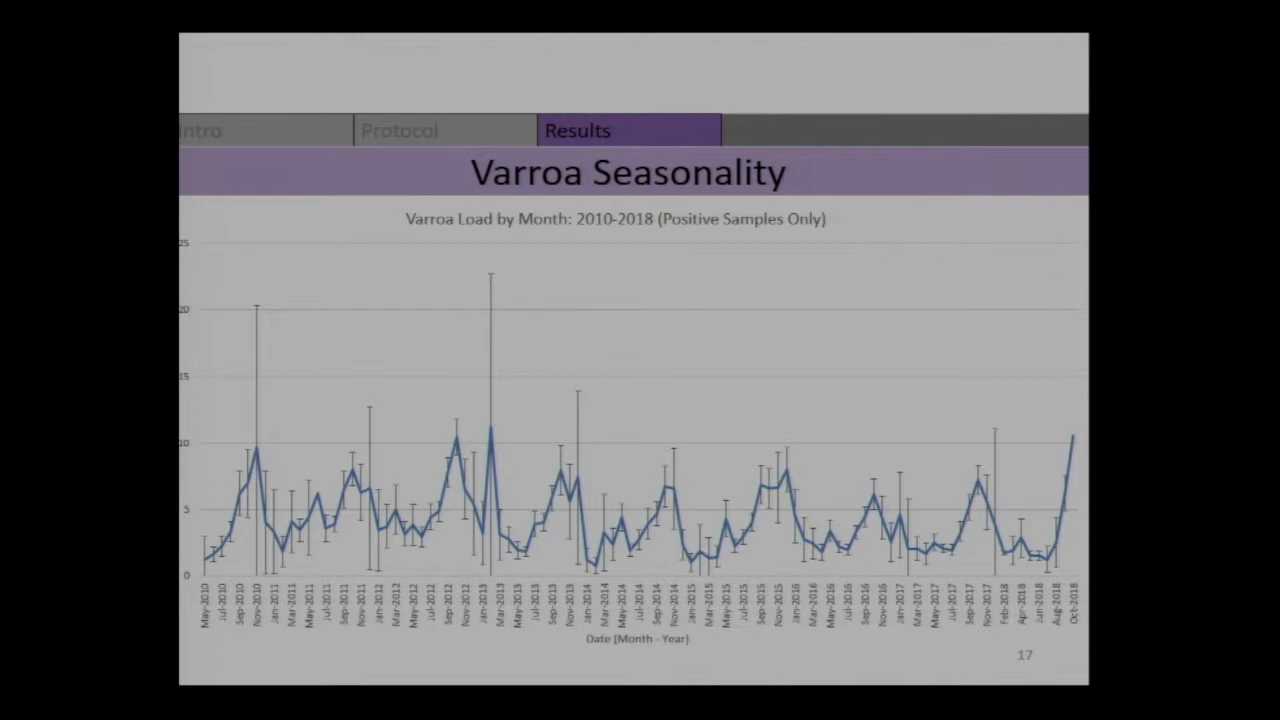 Intro
Protocol
Results
Varroa Seasonality
Varroa Load by Month: 2010-2018 (Positive Samples Only)
25
20
15
10
5
0
May-2010
Jul-2010
Sep-2010
Nov-2010
Jan-2011
Mar-2011
May-2011
Jul-2011
Sep-2011
Nov-2011
Jan-2012
Mar-2012
May-2012
Jul-2012
Sep-2012
Nov-2012
Jan-2013
Mar-2013
May-2013
Jul-2013
Sep-2013
Nov-2013
Jan-2014
Mar-2014
May-2014
Jul-2014
Sep-2014
Nov-2014
Jan-2015
Mar-2015
May-2015
Jul-2015
Sep-2015
Nov-2015
Jan-2016
Mar-2016
May-2016
Jul-2016
Sep-2016
Nov-2016
Jan-2017
Mar-2017
May-2017
Jul-2017
Sep-2017
Nov-2017
Feb-2018
Apr-2018
Jun-2018
Aug-2018
Oct-2018
Date (Month - Year)
17